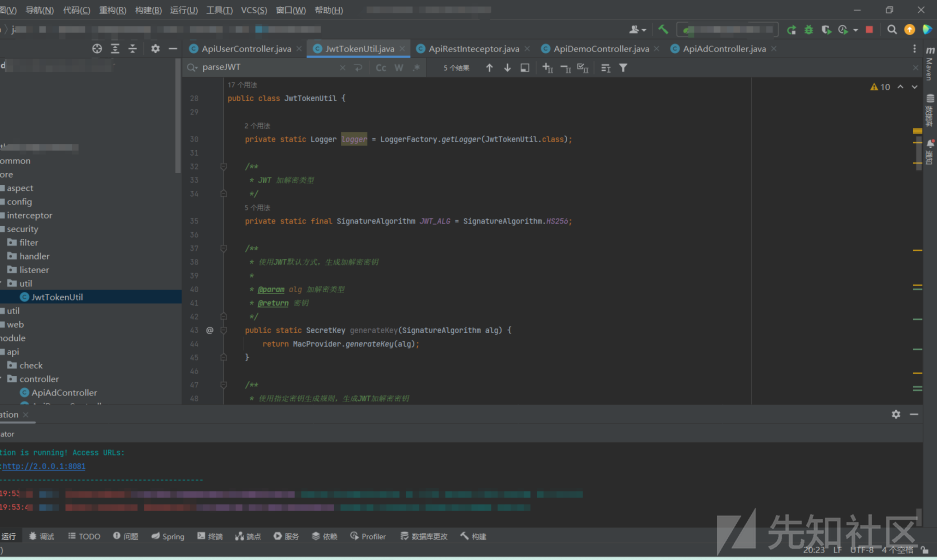 图(V) 导航(N) 代码(C) 重构(R) 构建(B) 运行(U) 工具(T) VCS(S) 窗口(W) 帮助(H)
ApiUserController.java JwtTokenUtil.java ApiRestInteceptor.java ApiDemoController.java ApiAdController.java
parseJWT Cc W .* 5 个结果
17 个用法
28 public class JwtTokenUtil {
29
2 个用法
30 private static Logger logger = LoggerFactory.getLogger(JwtTokenUtil.class);
31
32 /**
33 * JWT 加解密类型
34 */
5 个用法
35 private static final SignatureAlgorithm JWT_ALG = SignatureAlgorithm.HS256;
36
37 /**
38 * 使用JWT默认方式，生成加解密密钥
39 *
40 * @param alg 加解密类型
41 * @return 密钥
42 */
43 @ public static SecretKey generateKey(SignatureAlgorithm alg) {
44 return MacProvider.generateKey(alg);
45 }
46
47 /**
48 * 使用指定密钥生成规则，生成JWT加解密密钥
10
Maven
数据库
通知
ommon
ore
aspect
config
interceptor
security
filter
handler
listener
util
JwtTokenUtil
util
web
module
api
check
controller
ApiAdController
ation
ator
tion is running! Access URLs:
:http://2.0.0.1:8081
----------------------------------------------
19:53
19:53:4
运行 调试 TODO 问题 Spring 终端 端点 服务 依赖 Profiler 数据库更改 构建
20:23 LF UTF-8 4 个空格
先知社区